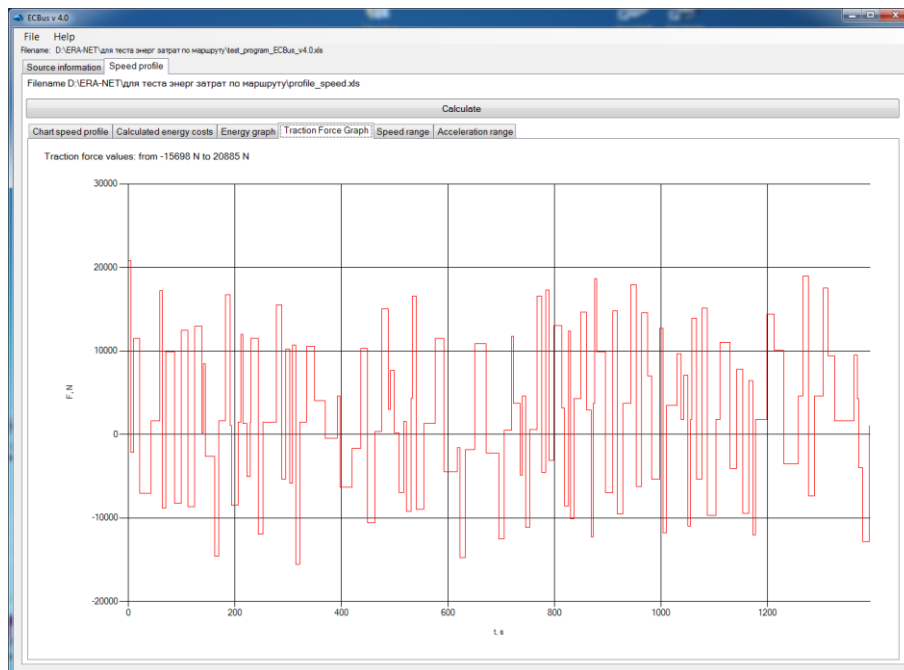 ECBus v 4.0
File Help
Filename: D:\ERA-NET\для теста энерг затрат по маршруту\test_program_ECBus_v4.0.xls
Source information Speed profile
Filename D:\ERA-NET\для теста энерг затрат по маршруту\profile_speed.xls
Calculate
Chart speed profile Calculated energy costs Energy graph Traction Force Graph Speed range Acceleration range
Traction force values: from -15698 N to 20885 N
30000
20000
10000
F, N
0
-10000
-20000
0 200 400 600 800 1000 1200
t, s